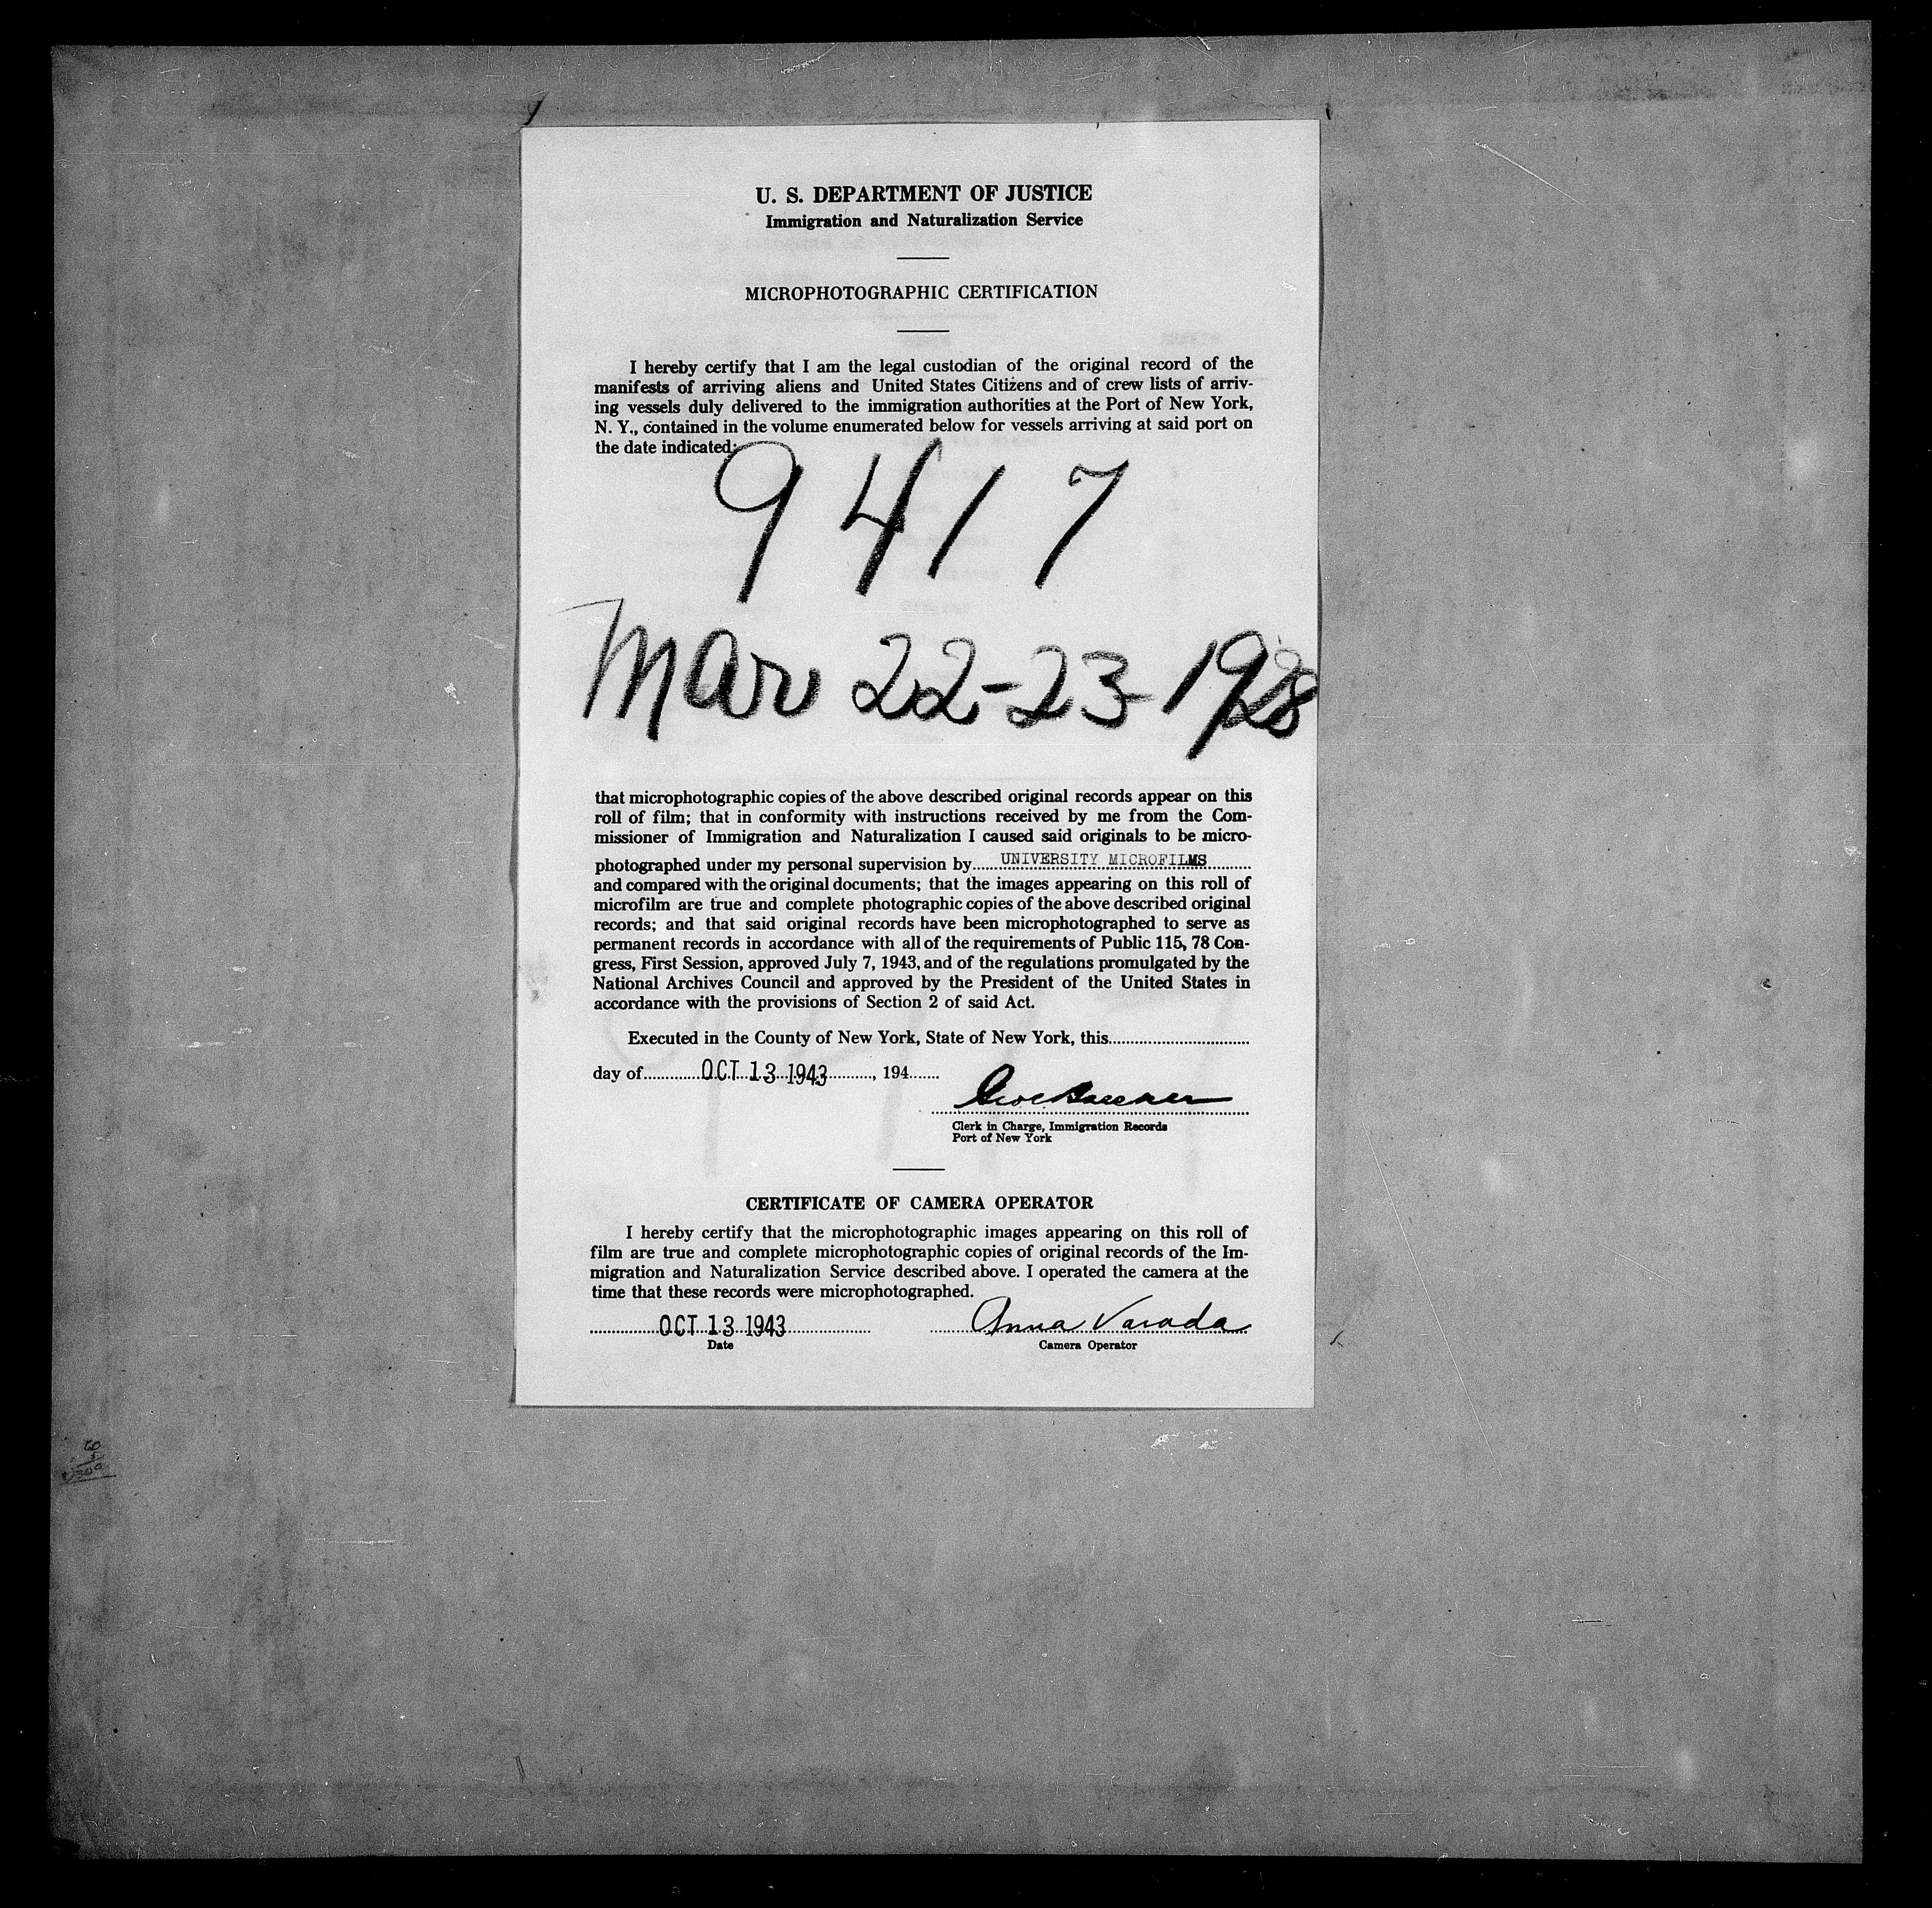 U. S. DEPARTMENT OF JUSTICE
Immigration and Naturalization Service
MICROPHOTOGRAPHIC CERTIFICATION
I hereby certify that I am the legal custodian of the original record of the
manifests of arriving aliens and United States Citizens and of crew lists of arriv-
ing vessels duly delivered to the immigration authorities at the Port of New York,
N. Y., contained in the volume enumerated below for vessels arriving at said port on
the date indicated:
9417
Mar 22-23-1928
that microphotographic copies of the above described original records appear on this
roll of film; that in conformity with instructions received by me from the Com-
missioner of Immigration and Naturalization I caused said originals to be micro-
photographed under my personal supervision by UNIVERSITY MICROFILMS
and compared with the original documents; that the images appearing on this roll of
microfilm are true and complete photographic copies of the above described original
records; and that said original records have been microphotographed to serve as
permanent records in accordance with all of the requirements of Public 115, 78 Con-
gress, First Session, approved July 7, 1943, and of the regulations promulgated by the
National Archives Council and approved by the President of the United States in
accordance with the provisions of Section 2 of said Act.
Executed in the County of New York, State of New York, this
day of OCT 13 1943, 194
Clerk in Charge, Immigration Records
Port of New York
CERTIFICATE OF CAMERA OPERATOR
I hereby certify that the microphotographic images appearing on this roll of
film are true and complete microphotographic copies of original records of the Im-
migration and Naturalization Service described above. I operated the camera at the
time that these records were microphotographed.
OCT 13 1943 Anna Varada
Date Camera Operator